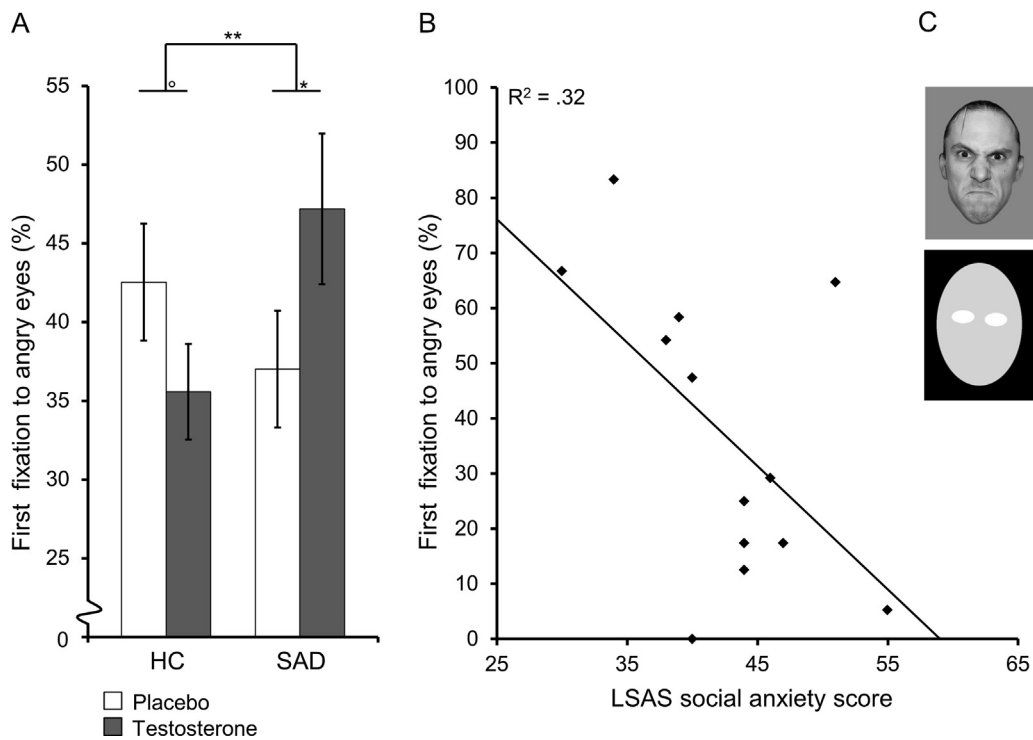 A
**
°
*
55
50
45
40
35
30
25
0
First fixation to angry eyes (%)
HC
SAD
Placebo
Testosterone
B
R² = .32
100
90
80
70
60
50
40
30
20
10
0
First fixation to angry eyes (%)
25
35
45
55
65
LSAS social anxiety score
C